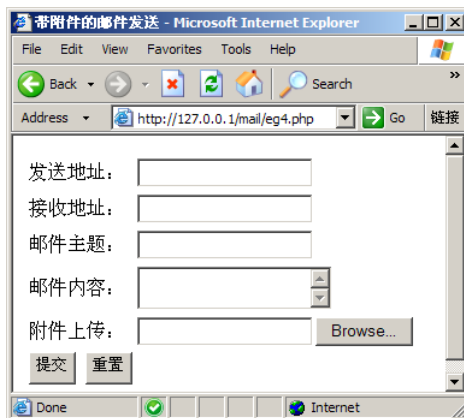 带附件的邮件发送 - Microsoft Internet Explorer
File Edit View Favorites Tools Help
Back Search »
Address http://127.0.0.1/mail/eg4.php Go 链接
发送地址：
接收地址：
邮件主题：
邮件内容：
附件上传： Browse...
提交 重置
Done Internet